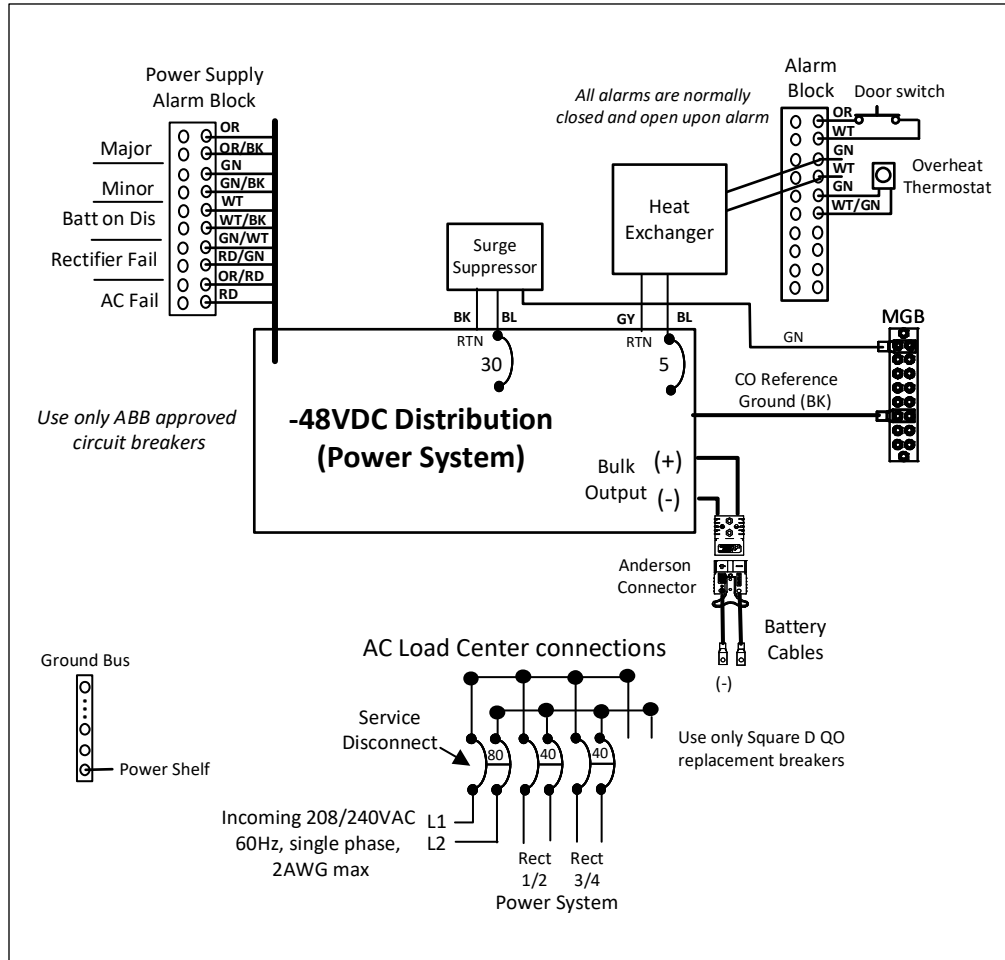 Power Supply
Alarm Block
OR
Major
OR/BK
GN
Minor
GN/BK
WT
Batt on Dis
WT/BK
GN/WT
Rectifier Fail
RD/GN
OR/RD
AC Fail
RD
All alarms are normally
closed and open upon alarm
Alarm
Block
Door switch
OR
WT
GN
WT
GN
WT/GN
Overheat
Thermostat
Heat
Exchanger
Surge
Suppressor
BK
BL
RTN
30
GY
BL
RTN
5
GN
MGB
CO Reference
Ground (BK)
Use only ABB approved
circuit breakers
-48VDC Distribution
(Power System)
Bulk
Output
(+)
(-)
Anderson
Connector
Battery
Cables
(-)
Ground Bus
Power Shelf
AC Load Center connections
Service
Disconnect
80
40
40
Use only Square D QO
replacement breakers
Incoming 208/240VAC
60Hz, single phase,
2AWG max
L1
L2
Rect
1/2
Rect
3/4
Power System